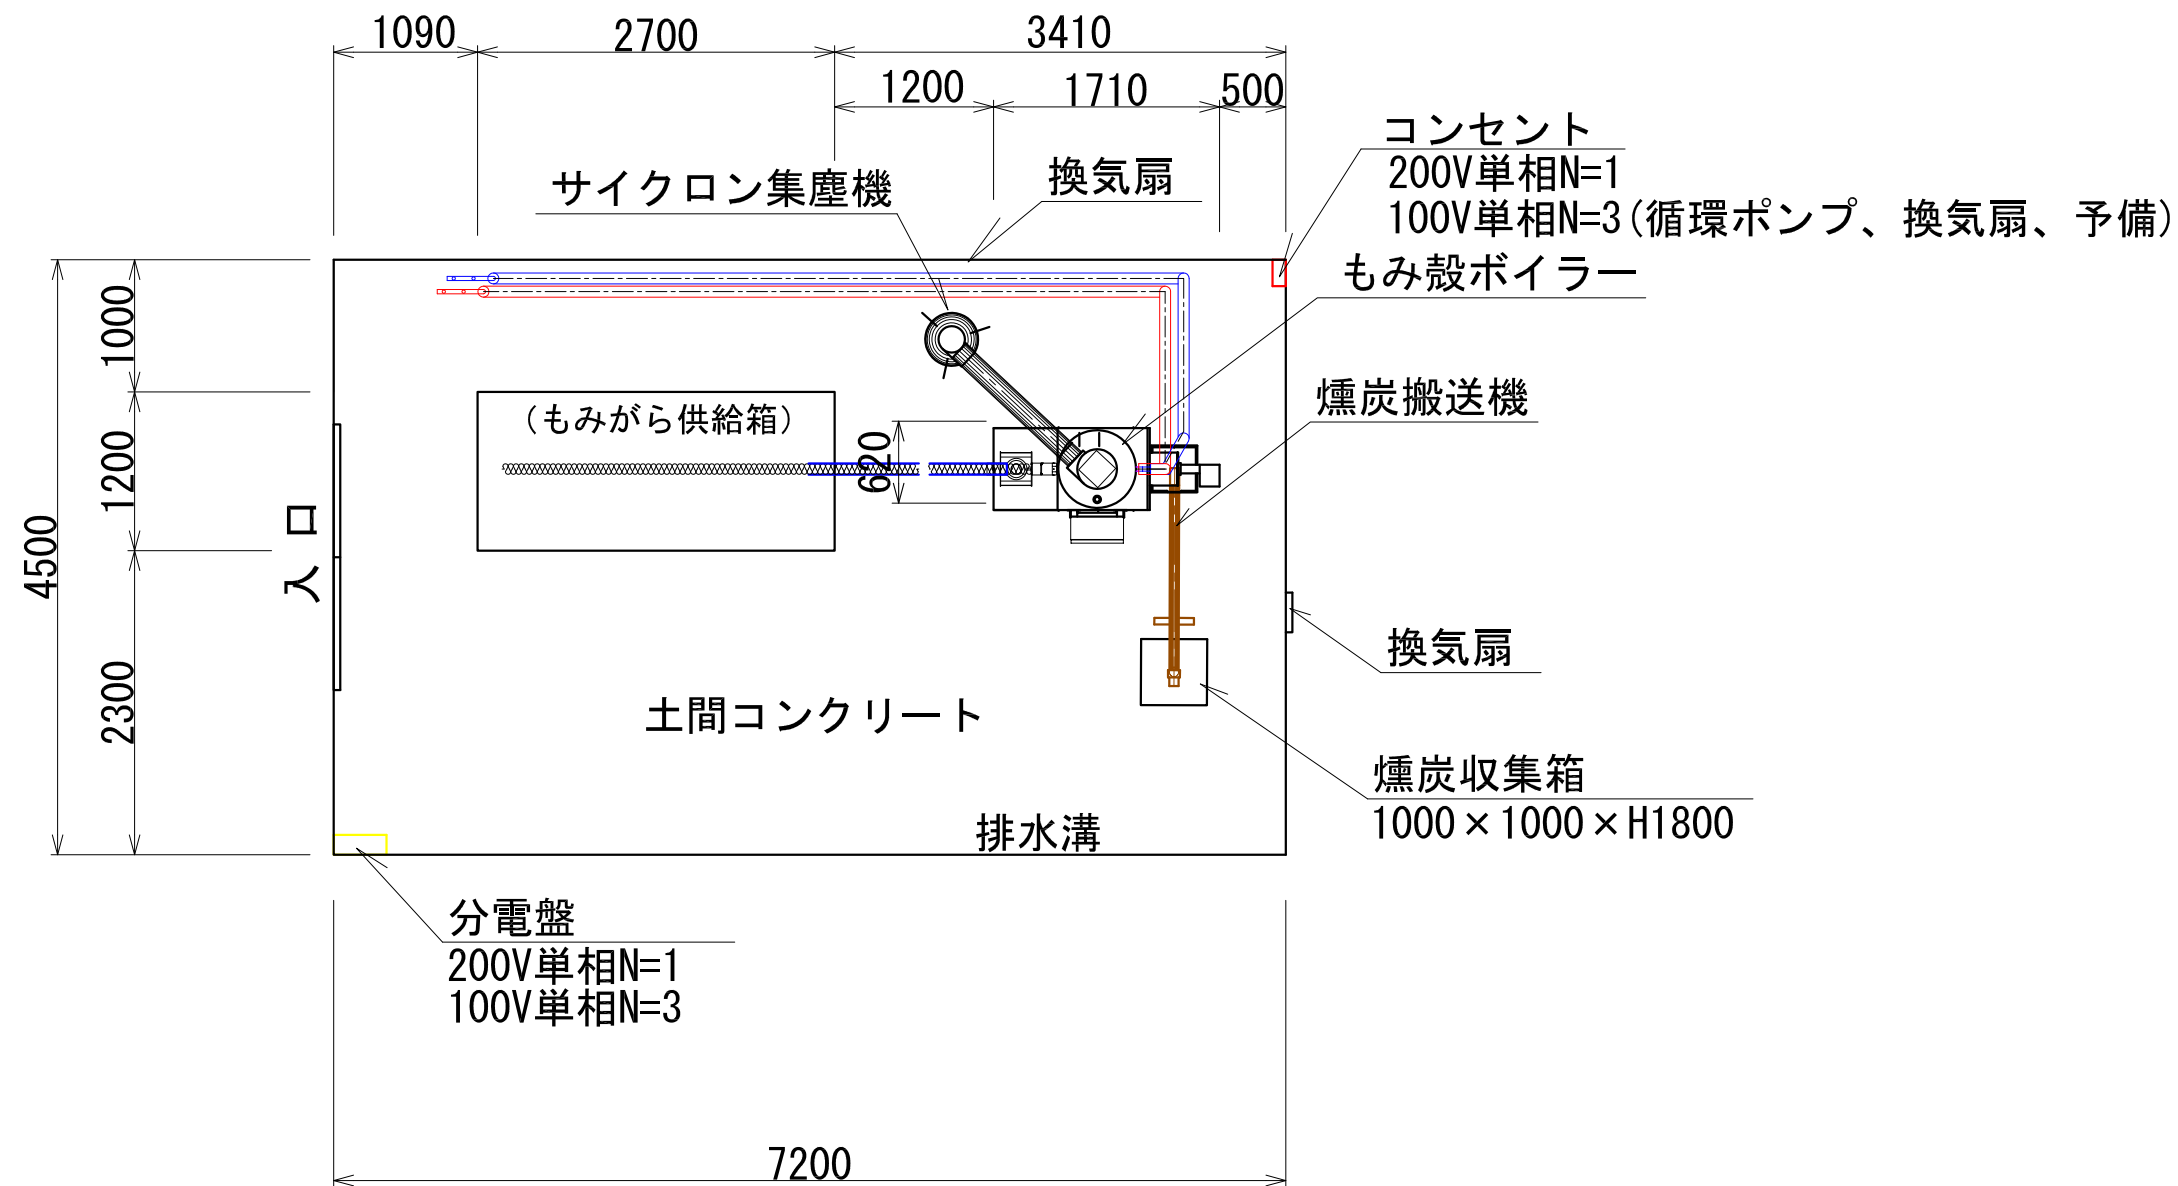 1090
2700
3410
1200
1710
500
コンセント
200V単相N=1
100V単相N=3(循環ポンプ、換気扇、予備)
サイクロン集塵機
換気扇
もみ殻ボイラー
燻炭搬送機
(もみがら供給箱)
620
1000
1200
2300
4500
入口
換気扇
土間コンクリート
燻炭収集箱
1000×1000×H1800
排水溝
分電盤
200V単相N=1
100V単相N=3
7200